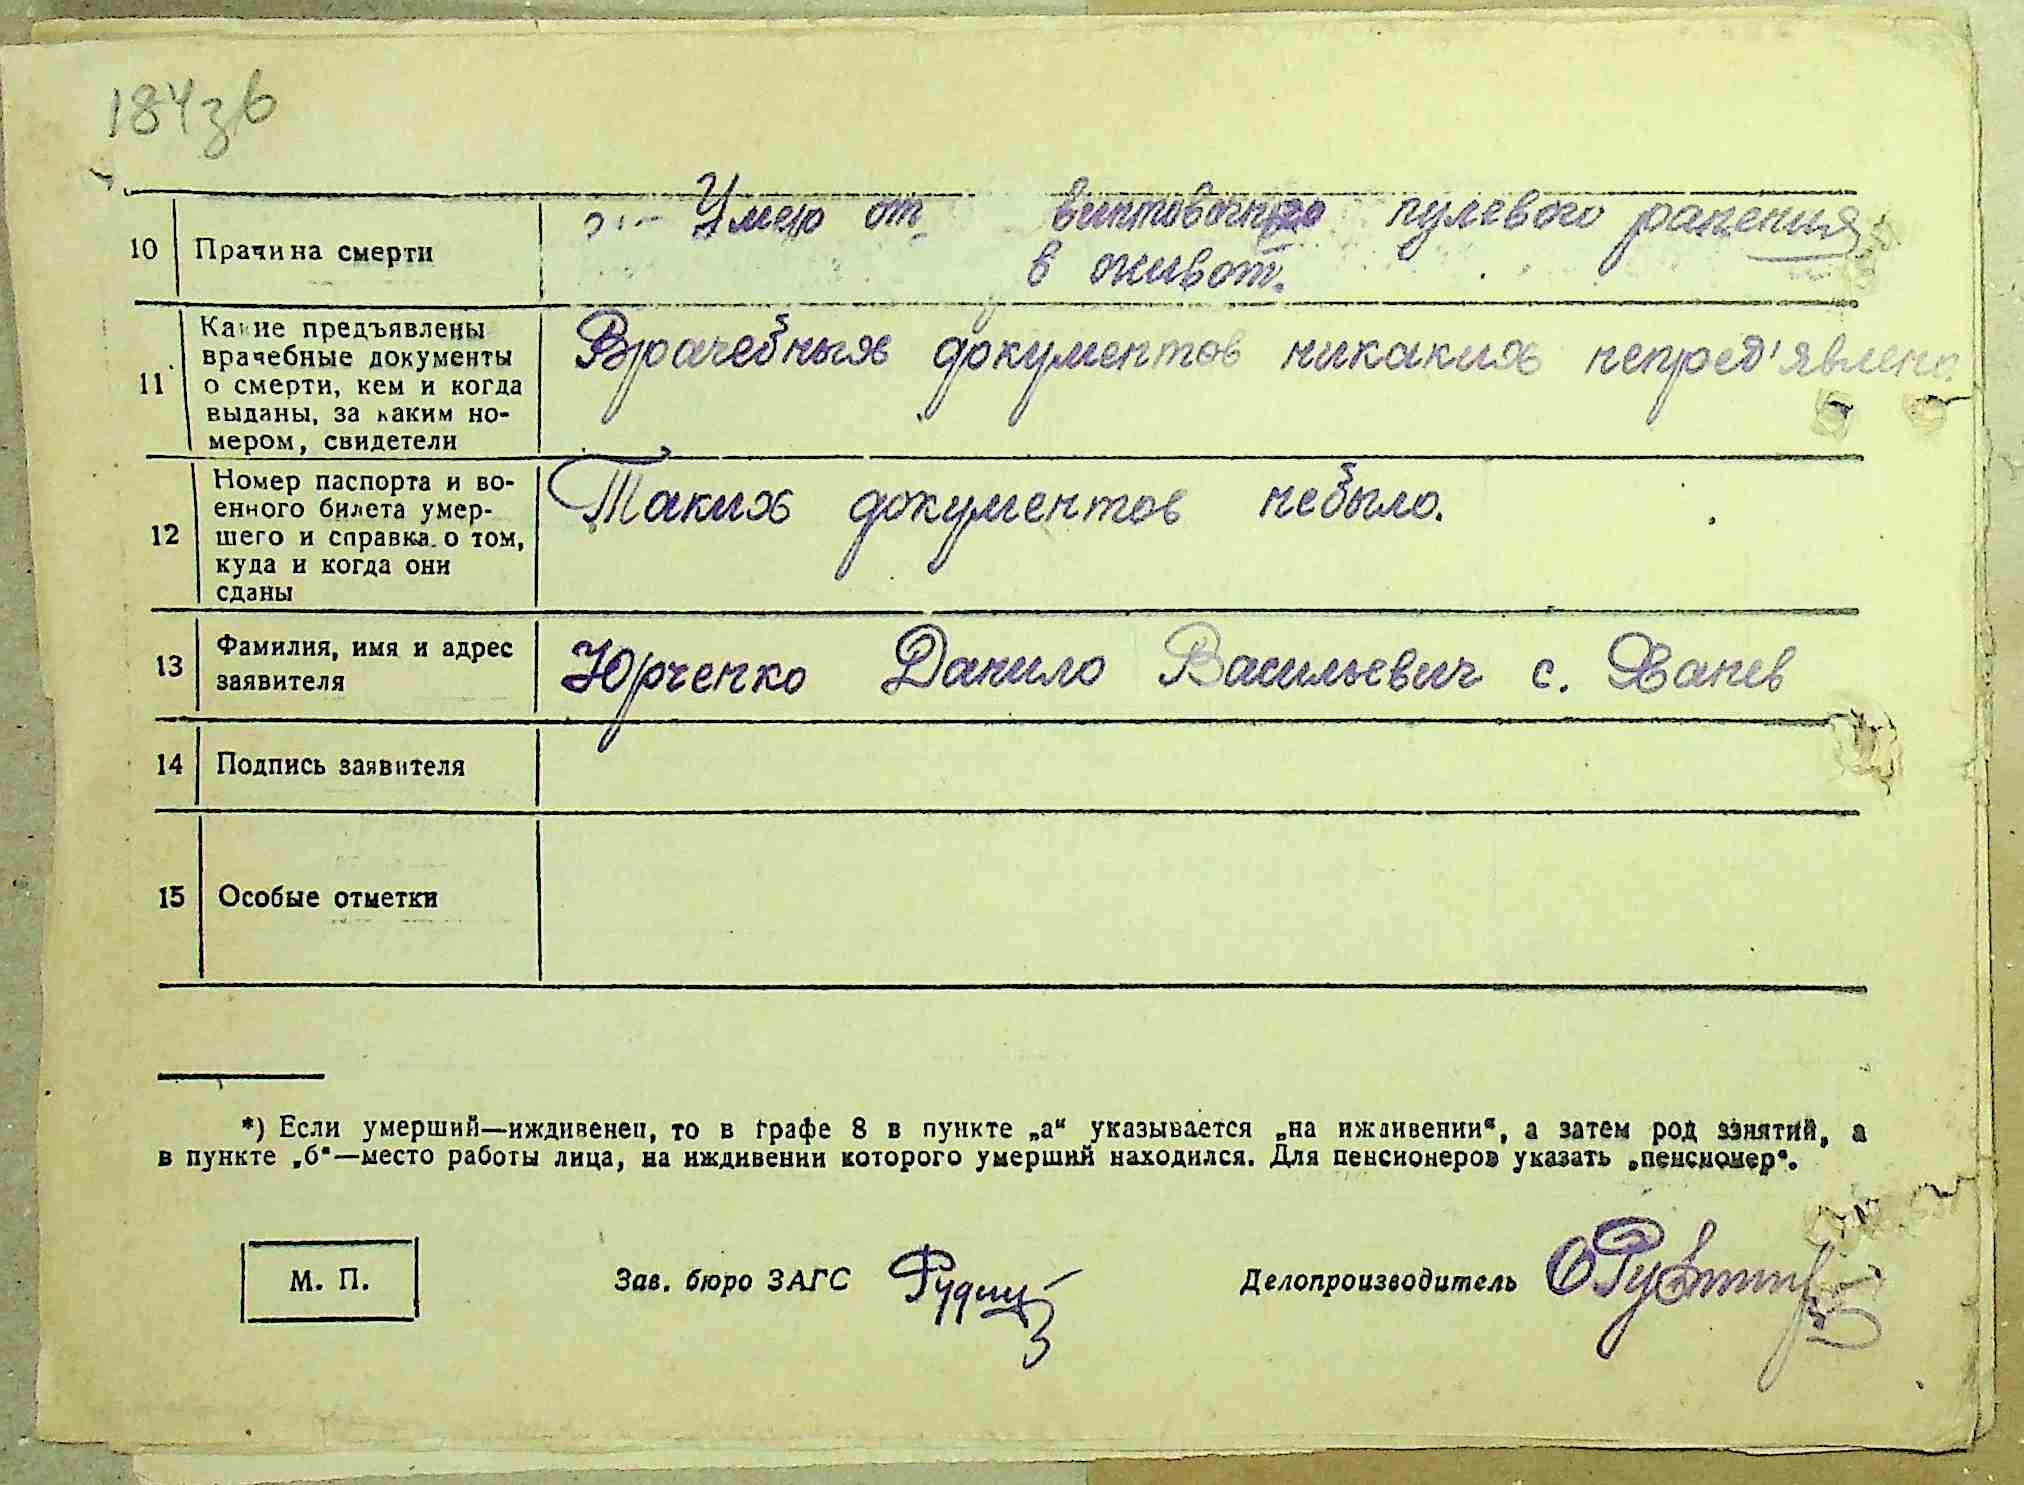 184зв
10 Причина смерти Умер от винтовочного пулевого ранения
в живот.
11 Какие предъявлены
врачебные документы
о смерти, кем и когда
выданы, за каким но-
мером, свидетели
Врачебных документов никаких непред'явлено
12 Номер паспорта и во-
енного билета умер-
шего и справка о том,
куда и когда они
сданы
Таких документов небыло.
13 Фамилия, имя и адрес
заявителя
Юрченко Данило Васильевич с. Ханев
14 Подпись заявителя
15 Особые отметки
*) Если умерший—иждивенец, то в графе 8 в пункте „а“ указывается „на иждивении“, а затем род занятий, а
в пункте „б“—место работы лица, на иждивении которого умерший находился. Для пенсионеров указать „пенсионер“.
М. П. Зав. бюро ЗАГС Делопроизводитель